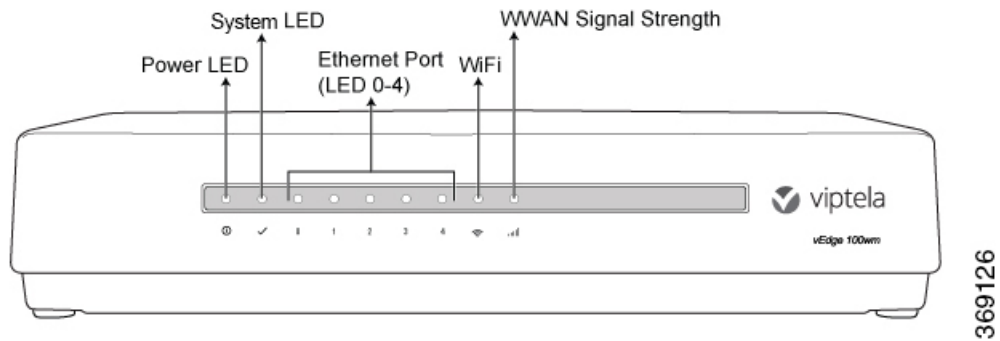 System LED
WWAN Signal Strength
Power LED
Ethernet Port
(LED 0-4)
WiFi
viptela
0 1 2 3 4
vEdge 100wm
369126